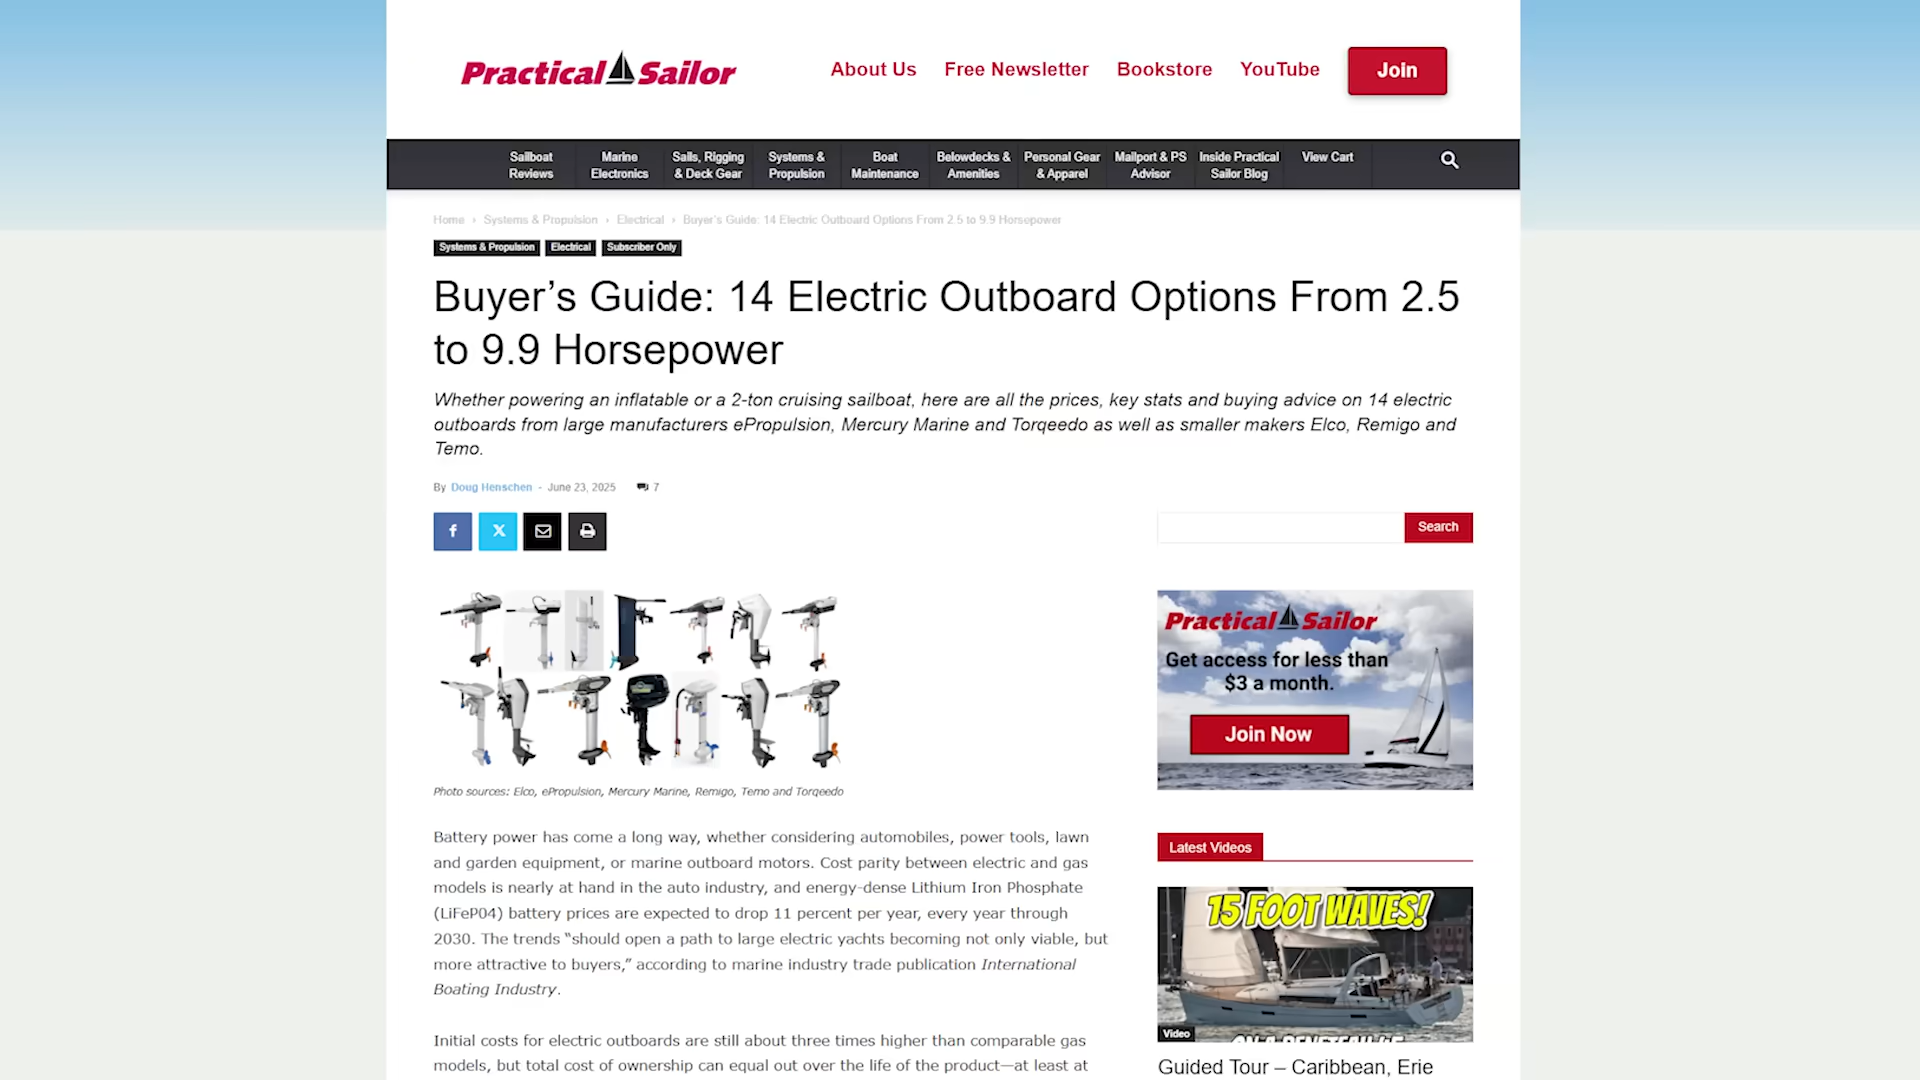 Practical Sailor
About Us Free Newsletter Bookstore YouTube Join
Sailboat Reviews
Marine Electronics
Sails, Rigging & Deck Gear
Systems & Propulsion
Boat Maintenance
Belowdecks & Amenities
Personal Gear & Apparel
Mailport & PS Advisor
Inside Practical Sailor Blog
View Cart
Home › Systems & Propulsion › Electrical › Buyer's Guide: 14 Electric Outboard Options From 2.5 to 9.9 Horsepower
Systems & Propulsion Electrical Subscriber Only
Buyer’s Guide: 14 Electric Outboard Options From 2.5
to 9.9 Horsepower
Whether powering an inflatable or a 2-ton cruising sailboat, here are all the prices, key stats and buying advice on 14 electric
outboards from large manufacturers ePropulsion, Mercury Marine and Torqeedo as well as smaller makers Elco, Remigo and
Temo.
By Doug Henschen - June 23, 2025 7
Search
Photo sources: Elco, ePropulsion, Mercury Marine, Remigo, Temo and Torqeedo
Battery power has come a long way, whether considering automobiles, power tools, lawn
and garden equipment, or marine outboard motors. Cost parity between electric and gas
models is nearly at hand in the auto industry, and energy-dense Lithium Iron Phosphate
(LiFeP04) battery prices are expected to drop 11 percent per year, every year through
2030. The trends “should open a path to large electric yachts becoming not only viable, but
more attractive to buyers,” according to marine industry trade publication International
Boating Industry.
Initial costs for electric outboards are still about three times higher than comparable gas
models, but total cost of ownership can equal out over the life of the product—at least at
Practical Sailor
Get access for less than
$3 a month.
Join Now
Latest Videos
15 FOOT WAVES!
Video
Guided Tour – Caribbean, Erie